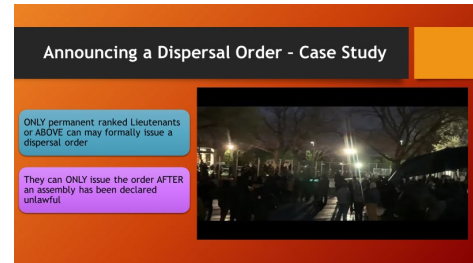 Announcing a Dispersal Order - Case Study
ONLY permanent ranked Lieutenants
or ABOVE can may formally issue a
dispersal order
They can ONLY issue the order AFTER
an assembly has been declared
unlawful